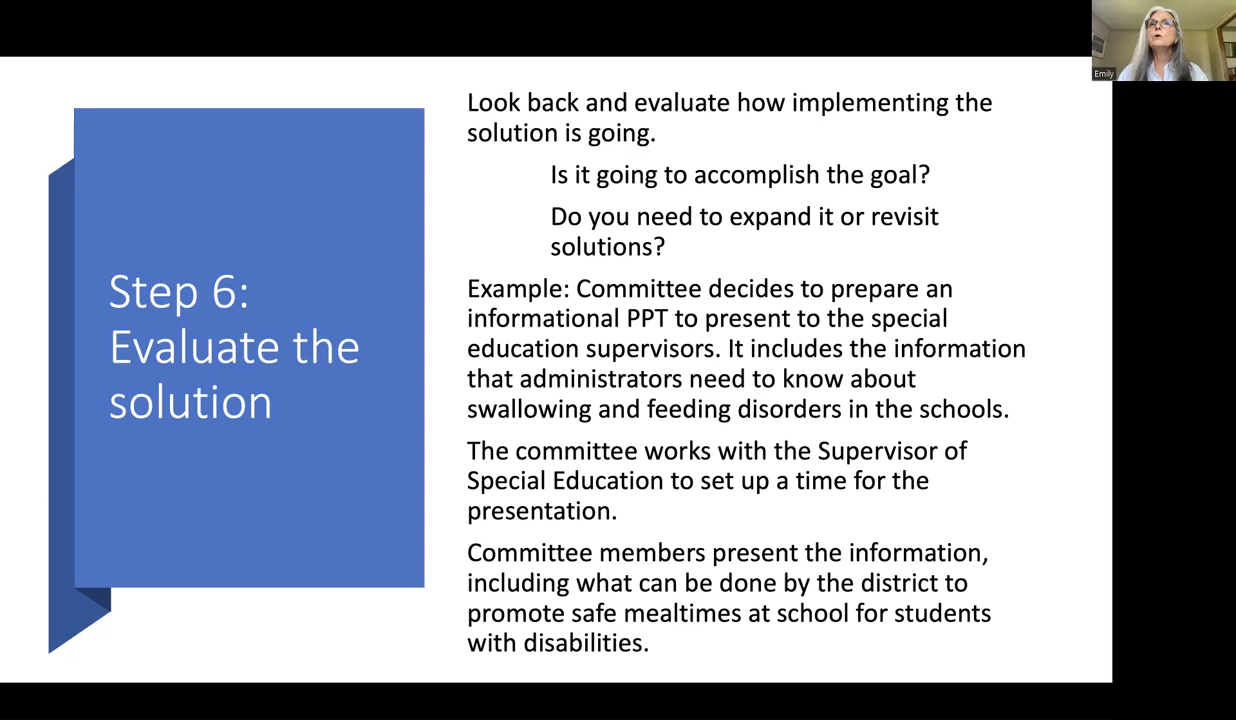 Emily
Step 6:
Evaluate the
solution
Look back and evaluate how implementing the
solution is going.
Is it going to accomplish the goal?
Do you need to expand it or revisit
solutions?
Example: Committee decides to prepare an
informational PPT to present to the special
education supervisors. It includes the information
that administrators need to know about
swallowing and feeding disorders in the schools.
The committee works with the Supervisor of
Special Education to set up a time for the
presentation.
Committee members present the information,
including what can be done by the district to
promote safe mealtimes at school for students
with disabilities.